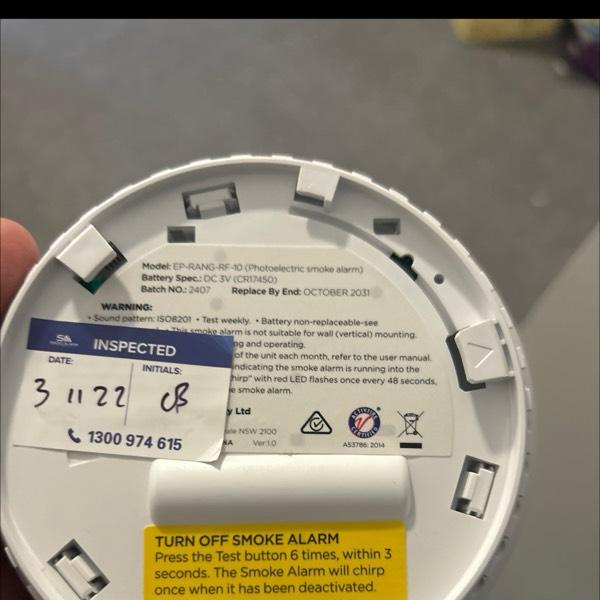 Model: EP-RANG-RF-10 (Photoelectric smoke alarm)
Battery Spec.: DC 3V (CR17450)
Batch NO.: 2407 Replace By End: OCTOBER 2031
WARNING:
• Sound pattern: ISO8201 • Test weekly. • Battery non-replaceable-see
This smoke alarm is not suitable for wall (vertical) mounting.
and operating.
of the unit each month, refer to the user manual.
indicating the smoke alarm is running into the
"chirp" with red LED flashes once every 48 seconds,
smoke alarm.
Ltd
NSW 2100
Ver:1.0
AS3786: 2014
ACTIVFIRE
CERTIFIED
SA
INSPECTED
DATE:
INITIALS:
3 11 22 CB
1300 974 615
TURN OFF SMOKE ALARM
Press the Test button 6 times, within 3
seconds. The Smoke Alarm will chirp
once when it has been deactivated.